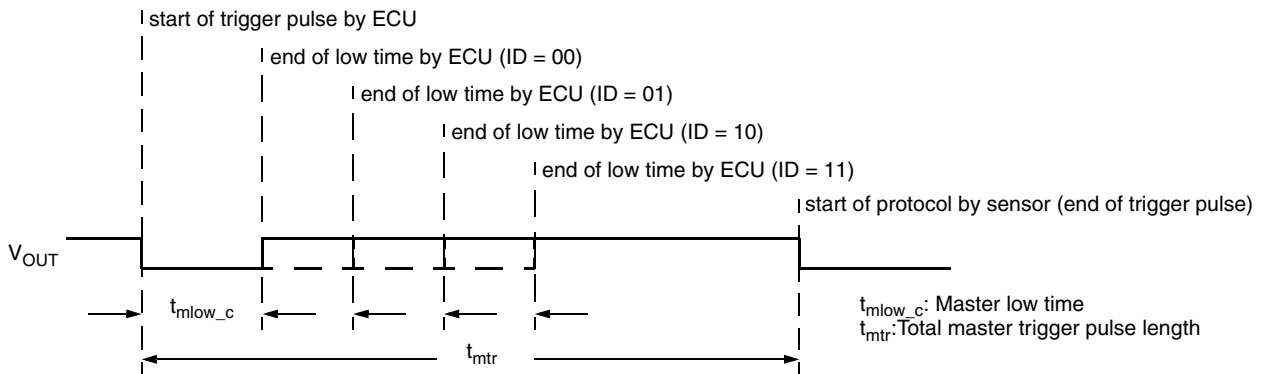 start of trigger pulse by ECU
end of low time by ECU (ID = 00)
end of low time by ECU (ID = 01)
end of low time by ECU (ID = 10)
end of low time by ECU (ID = 11)
start of protocol by sensor (end of trigger pulse)
VOUT
tmlow_c
tmlow_c: Master low time
tmtr:Total master trigger pulse length
tmtr